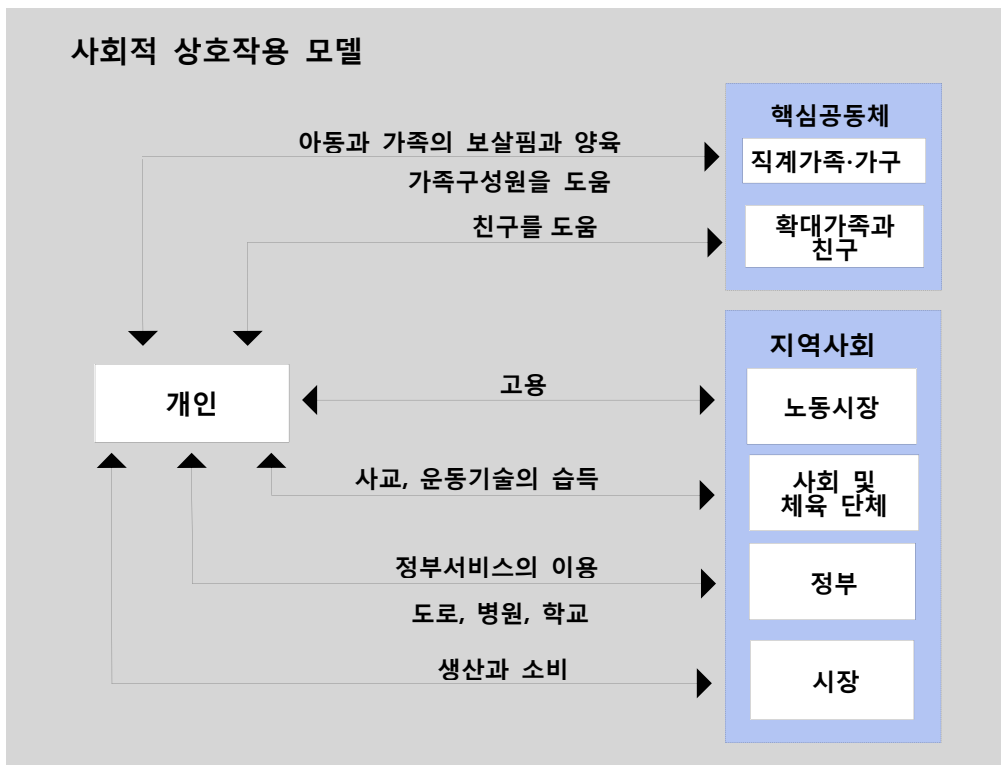 사회적 상호작용 모델
핵심공동체
아동과 가족의 보살핌과 양육
직계가족·가구
가족구성원을 도움
친구를 도움
확대가족과
친구
지역사회
개인
고용
노동시장
사교, 운동기술의 습득
사회 및
체육 단체
정부서비스의 이용
정부
도로, 병원, 학교
생산과 소비
시장